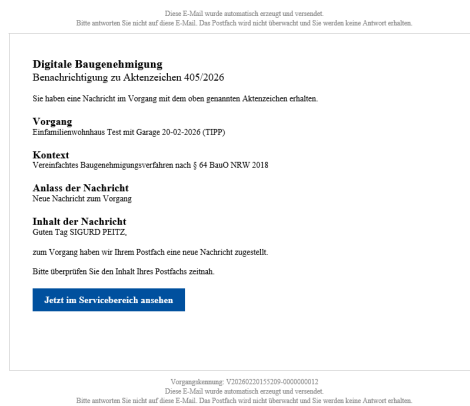 Diese E-Mail wurde automatisch erzeugt und versendet.
Bitte antworten Sie nicht auf diese E-Mail. Das Postfach wird nicht überwacht und Sie werden keine Antwort erhalten.
Digitale Baugenehmigung
Benachrichtigung zu Aktenzeichen 405/2026
Sie haben eine Nachricht im Vorgang mit dem oben genannten Aktenzeichen erhalten.
Vorgang
Einfamilienwohnhaus Test mit Garage 20-02-2026 (TIPP)
Kontext
Vereinfachtes Baugenehmigungsverfahren nach § 64 BauO NRW 2018
Anlass der Nachricht
Neue Nachricht zum Vorgang
Inhalt der Nachricht
Guten Tag SIGURD PEITZ,
zum Vorgang haben wir Ihrem Postfach eine neue Nachricht zugestellt.
Bitte überprüfen Sie den Inhalt Ihres Postfachs zeitnah.
Jetzt im Servicebereich ansehen
Vorgangskennung: V20260220155209-0000000012
Diese E-Mail wurde automatisch erzeugt und versendet.
Bitte antworten Sie nicht auf diese E-Mail. Das Postfach wird nicht überwacht und Sie werden keine Antwort erhalten.